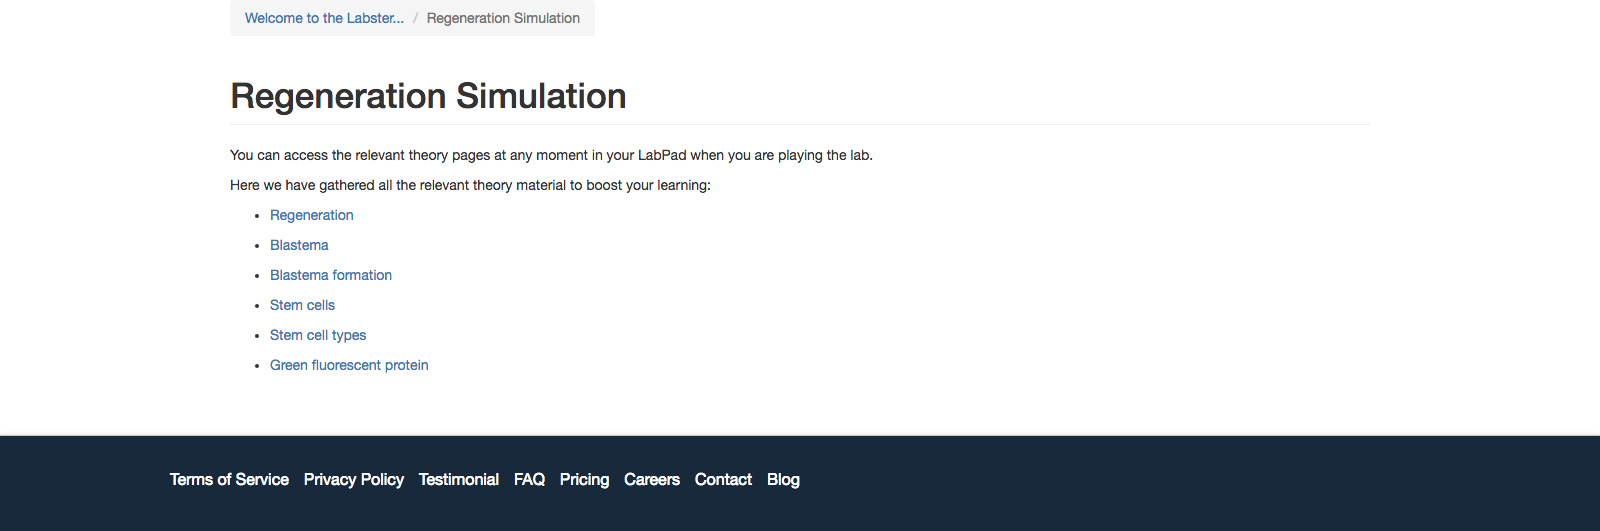 Welcome to the Labster... / Regeneration Simulation
Regeneration Simulation
You can access the relevant theory pages at any moment in your LabPad when you are playing the lab.
Here we have gathered all the relevant theory material to boost your learning:
• Regeneration
• Blastema
• Blastema formation
• Stem cells
• Stem cell types
• Green fluorescent protein
Terms of Service Privacy Policy Testimonial FAQ Pricing Careers Contact Blog